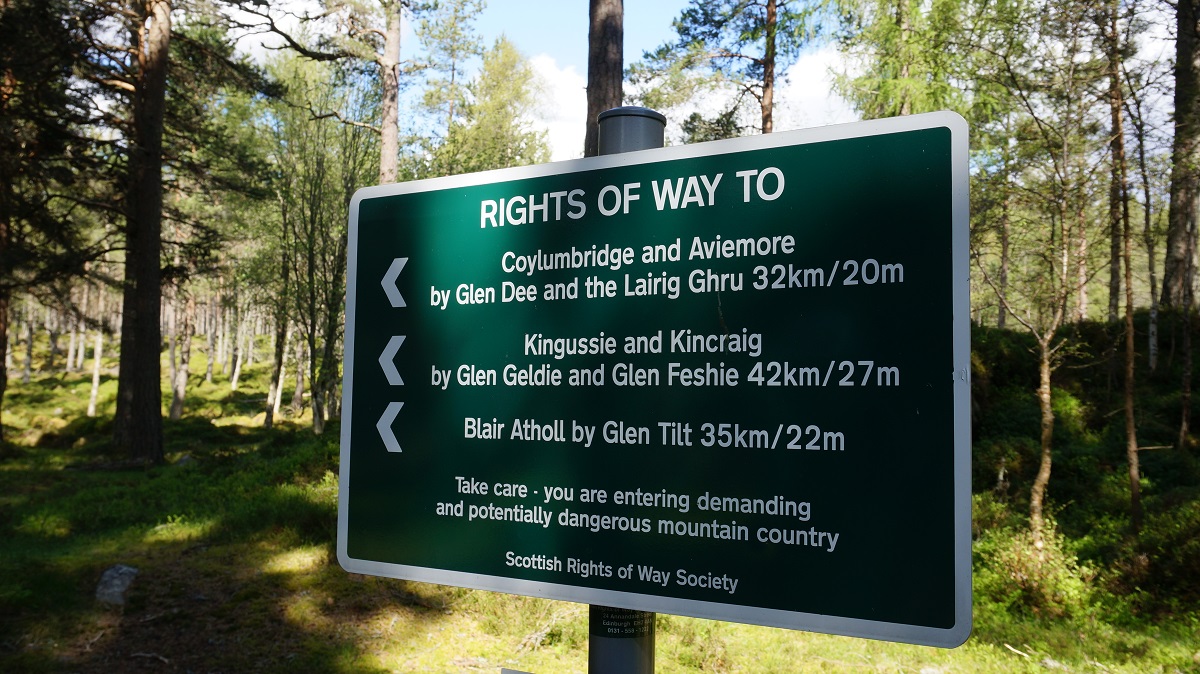 RIGHTS OF WAY TO
Coylumbridge and Aviemore
by Glen Dee and the Lairig Ghru 32km/20m
Kingussie and Kincraig
by Glen Geldie and Glen Feshie 42km/27m
Blair Atholl by Glen Tilt 35km/22m
Take care - you are entering demanding
and potentially dangerous mountain country
Scottish Rights of Way Society
Edinburgh